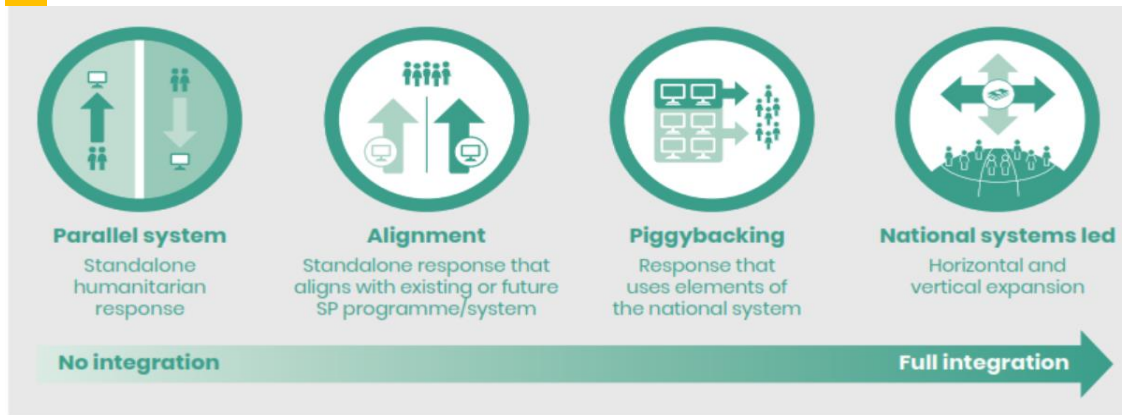 Parallel system
Standalone
humanitarian
response
Alignment
Standalone response that
aligns with existing or future
SP programme/system
Piggybacking
Response that
uses elements of
the national system
National systems led
Horizontal and
vertical expansion
No integration
Full integration